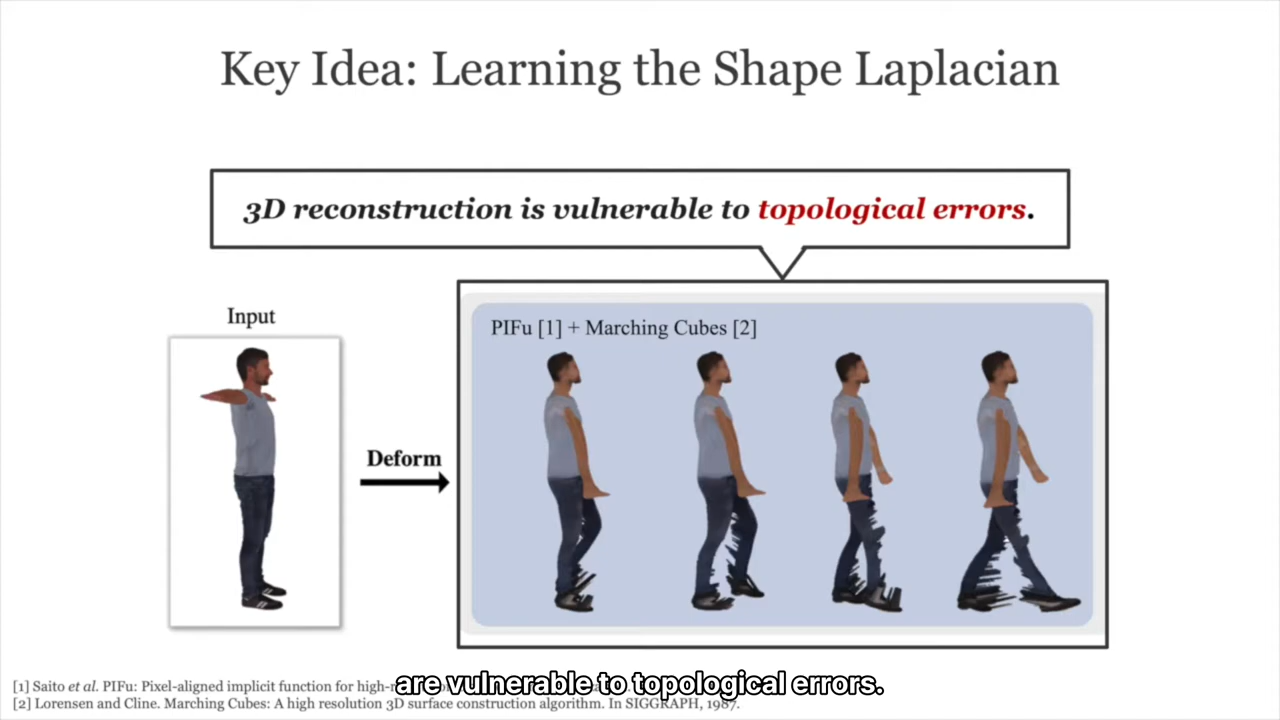 Key Idea: Learning the Shape Laplacian
3D reconstruction is vulnerable to topological errors.
Input
PIFu [1] + Marching Cubes [2]
Deform
[1] Saito et al. PIFu: Pixel-aligned implicit function for
are vulnerable to topological errors.
[2] Lorensen and Cline. Marching Cubes: A high resolution 3D surface construction algorithm. In SIGGRAPH, 1987.